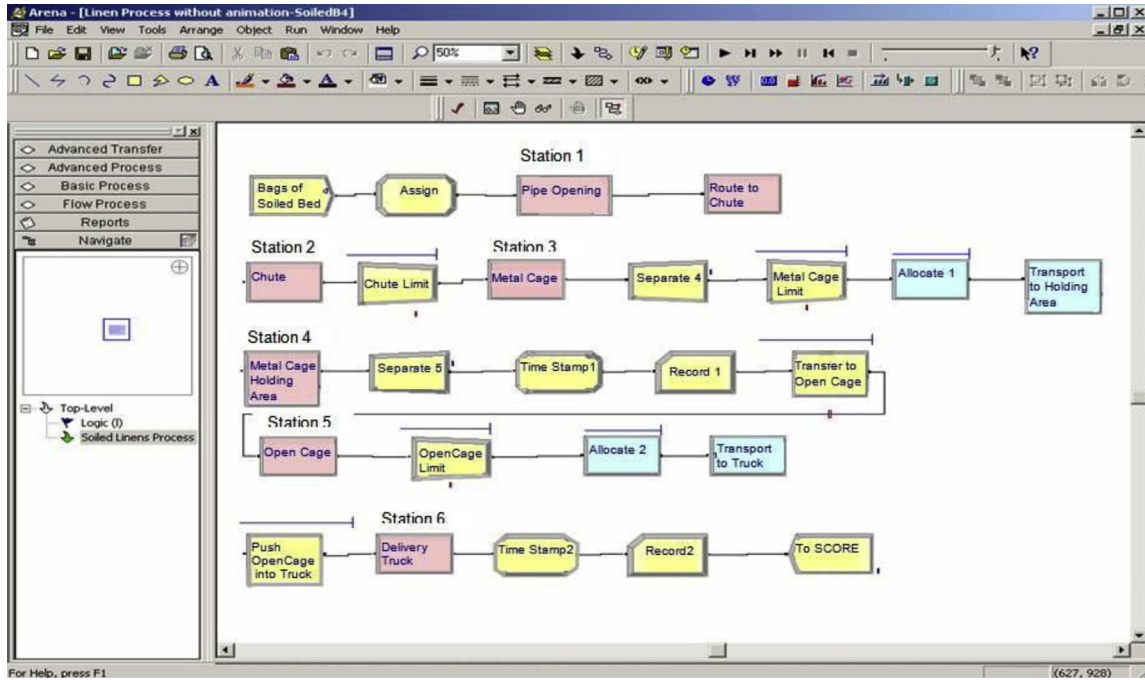 Arena - [Linen Process without animation-SoiledB4]
File Edit View Tools Arrange Object Run Window Help
50%
Advanced Transfer
Advanced Process
Basic Process
Flow Process
Reports
Navigate
Top-Level
Logic (I)
Soiled Linens Process
Station 1
Bags of
Soiled Bed
Assign
Pipe Opening
Route to
Chute
Station 2
Station 3
Chute
Chute Limit
Metal Cage
Separate 4
Metal Cage
Limit
Allocate 1
Transport
to Holding
Area
Station 4
Metal Cage
Holding
Area
Separate 5
Time Stamp1
Record 1
Transfer to
Open Cage
Station 5
Open Cage
OpenCage
Limit
Allocate 2
Transport
to Truck
Station 6
Push
OpenCage
into Truck
Delivery
Truck
Time Stamp2
Record2
To SCORE
For Help, press F1
(627, 928)